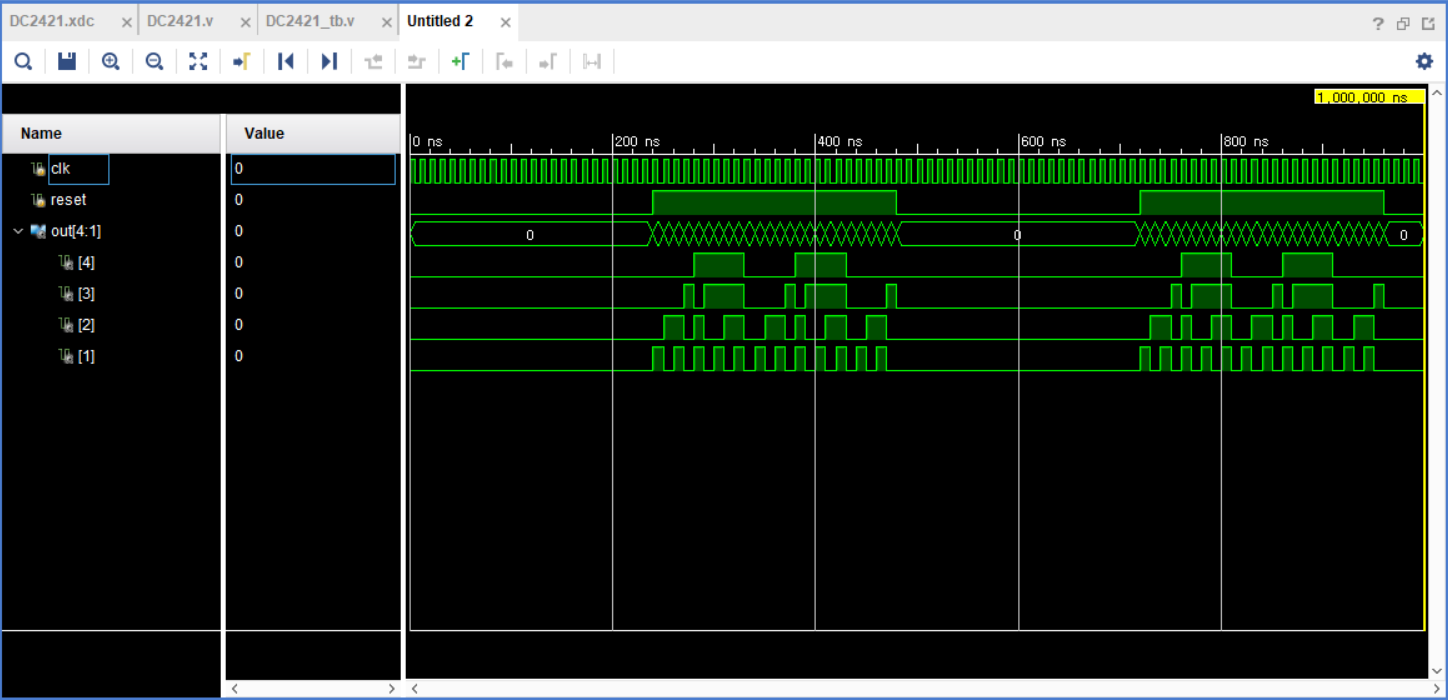 DC2421.xdc × DC2421.v × DC2421_tb.v × Untitled 2 ×
1,000,000 ns
Name Value
0 ns 200 ns 400 ns 600 ns 800 ns
clk 0
reset 0
out[4:1] 0 0 0 0
[4] 0
[3] 0
[2] 0
[1] 0